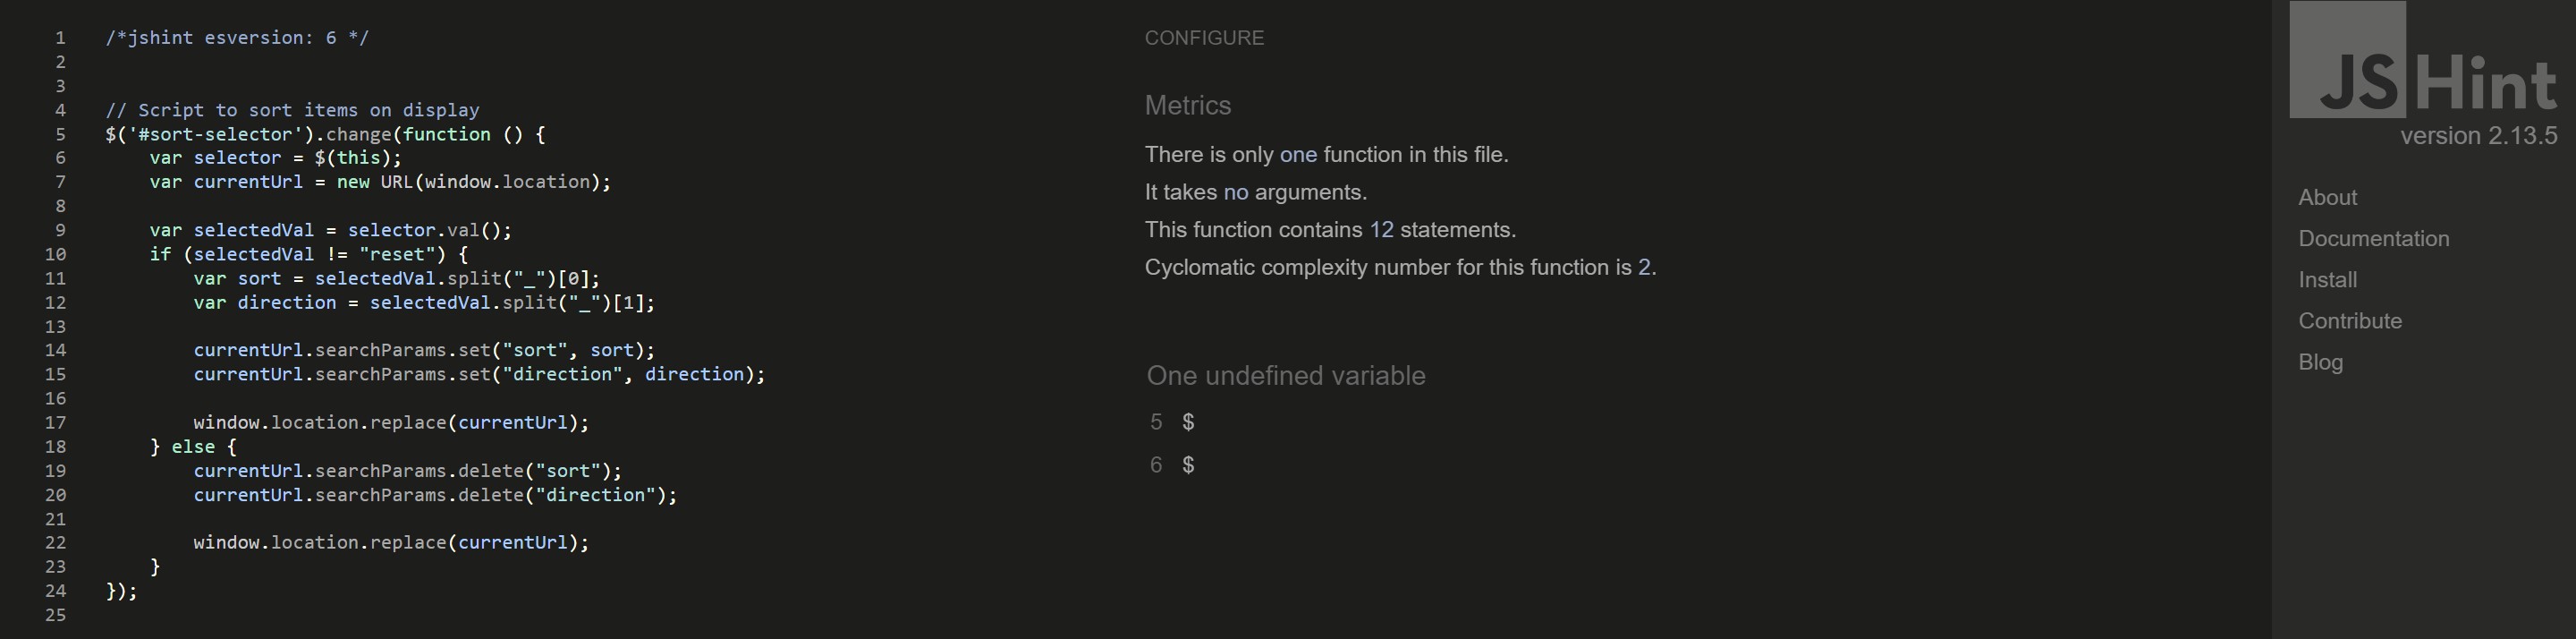 1 /*jshint esversion: 6 */
2
3
4 // Script to sort items on display
5 $('#sort-selector').change(function () {
6     var selector = $(this);
7     var currentUrl = new URL(window.location);
8
9     var selectedVal = selector.val();
10     if (selectedVal != "reset") {
11         var sort = selectedVal.split("_")[0];
12         var direction = selectedVal.split("_")[1];
13
14         currentUrl.searchParams.set("sort", sort);
15         currentUrl.searchParams.set("direction", direction);
16
17         window.location.replace(currentUrl);
18     } else {
19         currentUrl.searchParams.delete("sort");
20         currentUrl.searchParams.delete("direction");
21
22         window.location.replace(currentUrl);
23     }
24 });
25
CONFIGURE
Metrics
There is only one function in this file.
It takes no arguments.
This function contains 12 statements.
Cyclomatic complexity number for this function is 2.
One undefined variable
5 $
6 $
JSHint
version 2.13.5
About
Documentation
Install
Contribute
Blog